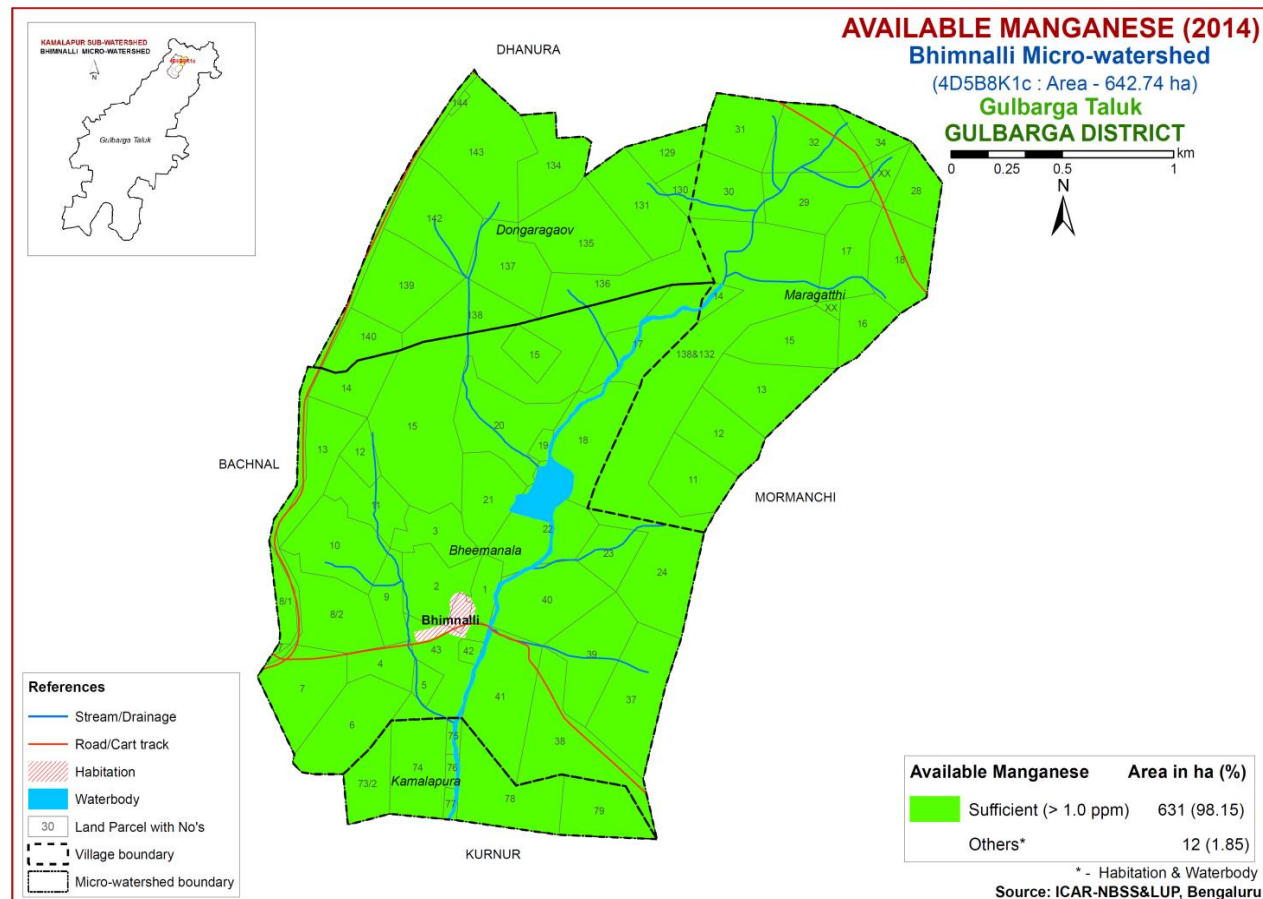 KAMALAPUR SUB-WATERSHED
BHIMNALLI MICRO-WATERSHED
N
4D5B8K1c
Gulbarga Taluk
AVAILABLE MANGANESE (2014)
Bhimnalli Micro-watershed
(4D5B8K1c : Area - 642.74 ha)
Gulbarga Taluk
GULBARGA DISTRICT
0 0.25 0.5 1 km
N
DHANURA
144
143
134
129
31
32
34
XX
28
130
30
131
29
142
Dongaragaov
135
137
136
17
18
139
138
14
Maragatthi
XX
16
140
17
15
138&132
15
14
13
15
20
19
18
12
13
12
BACHNAL
11
MORMANCHI
21
11
22
3
10
Bheemanala
23
24
2
1
40
9
8/1
8/2
Bhimnalli
43
42
39
4
7
5
41
37
6
38
75
74
76
Kamalapura
73/2
77
78
79
KURNUR
References
Stream/Drainage
Road/Cart track
Habitation
Waterbody
30 Land Parcel with No's
Village boundary
Micro-watershed boundary
Available Manganese Area in ha (%)
Sufficient (> 1.0 ppm) 631 (98.15)
Others* 12 (1.85)
* - Habitation & Waterbody
Source: ICAR-NBSS&LUP, Bengaluru